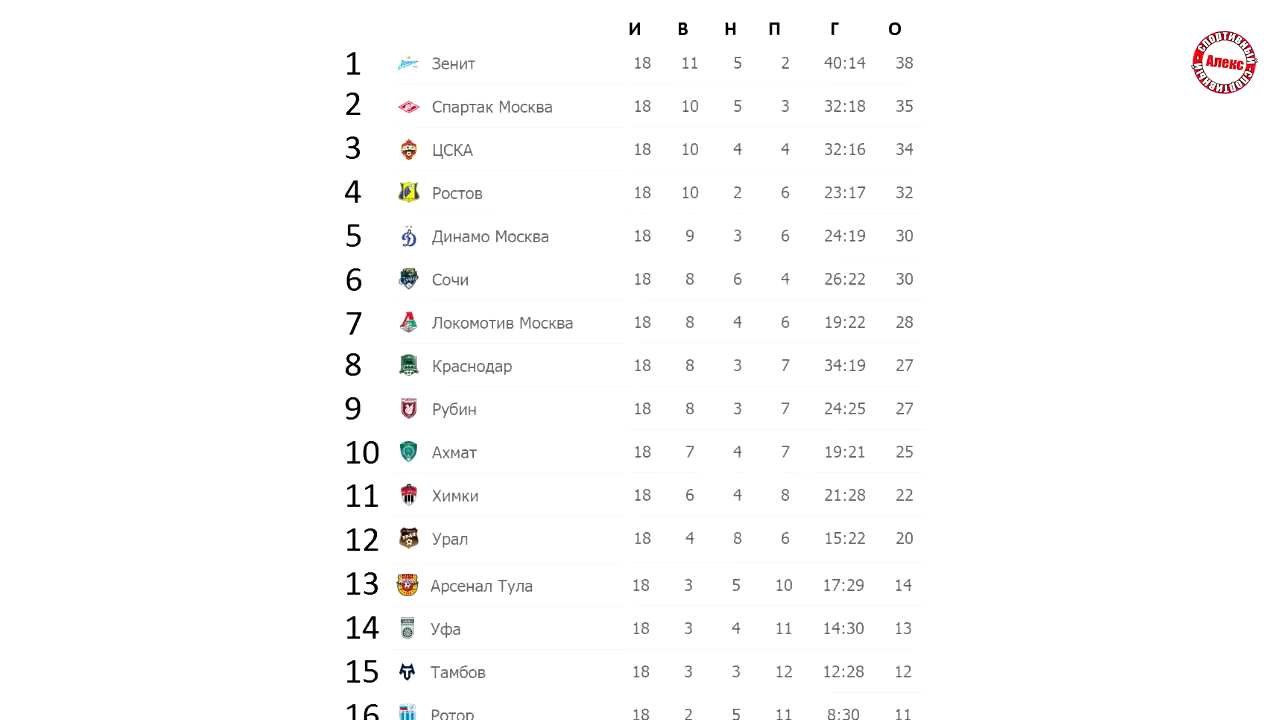 И В Н П Г О
1 Зенит 18 11 5 2 40:14 38
2 Спартак Москва 18 10 5 3 32:18 35
3 ЦСКА 18 10 4 4 32:16 34
4 Ростов 18 10 2 6 23:17 32
5 Динамо Москва 18 9 3 6 24:19 30
6 Сочи 18 8 6 4 26:22 30
7 Локомотив Москва 18 8 4 6 19:22 28
8 Краснодар 18 8 3 7 34:19 27
9 Рубин 18 8 3 7 24:25 27
10 Ахмат 18 7 4 7 19:21 25
11 Химки 18 6 4 8 21:28 22
12 Урал 18 4 8 6 15:22 20
13 Арсенал Тула 18 3 5 10 17:29 14
14 Уфа 18 3 4 11 14:30 13
15 Тамбов 18 3 3 12 12:28 12
16 Ротор 18 2 5 11 8:30 11
СПОРТИВНЫЙ
Алекс
СПОРТИВНЫЙ